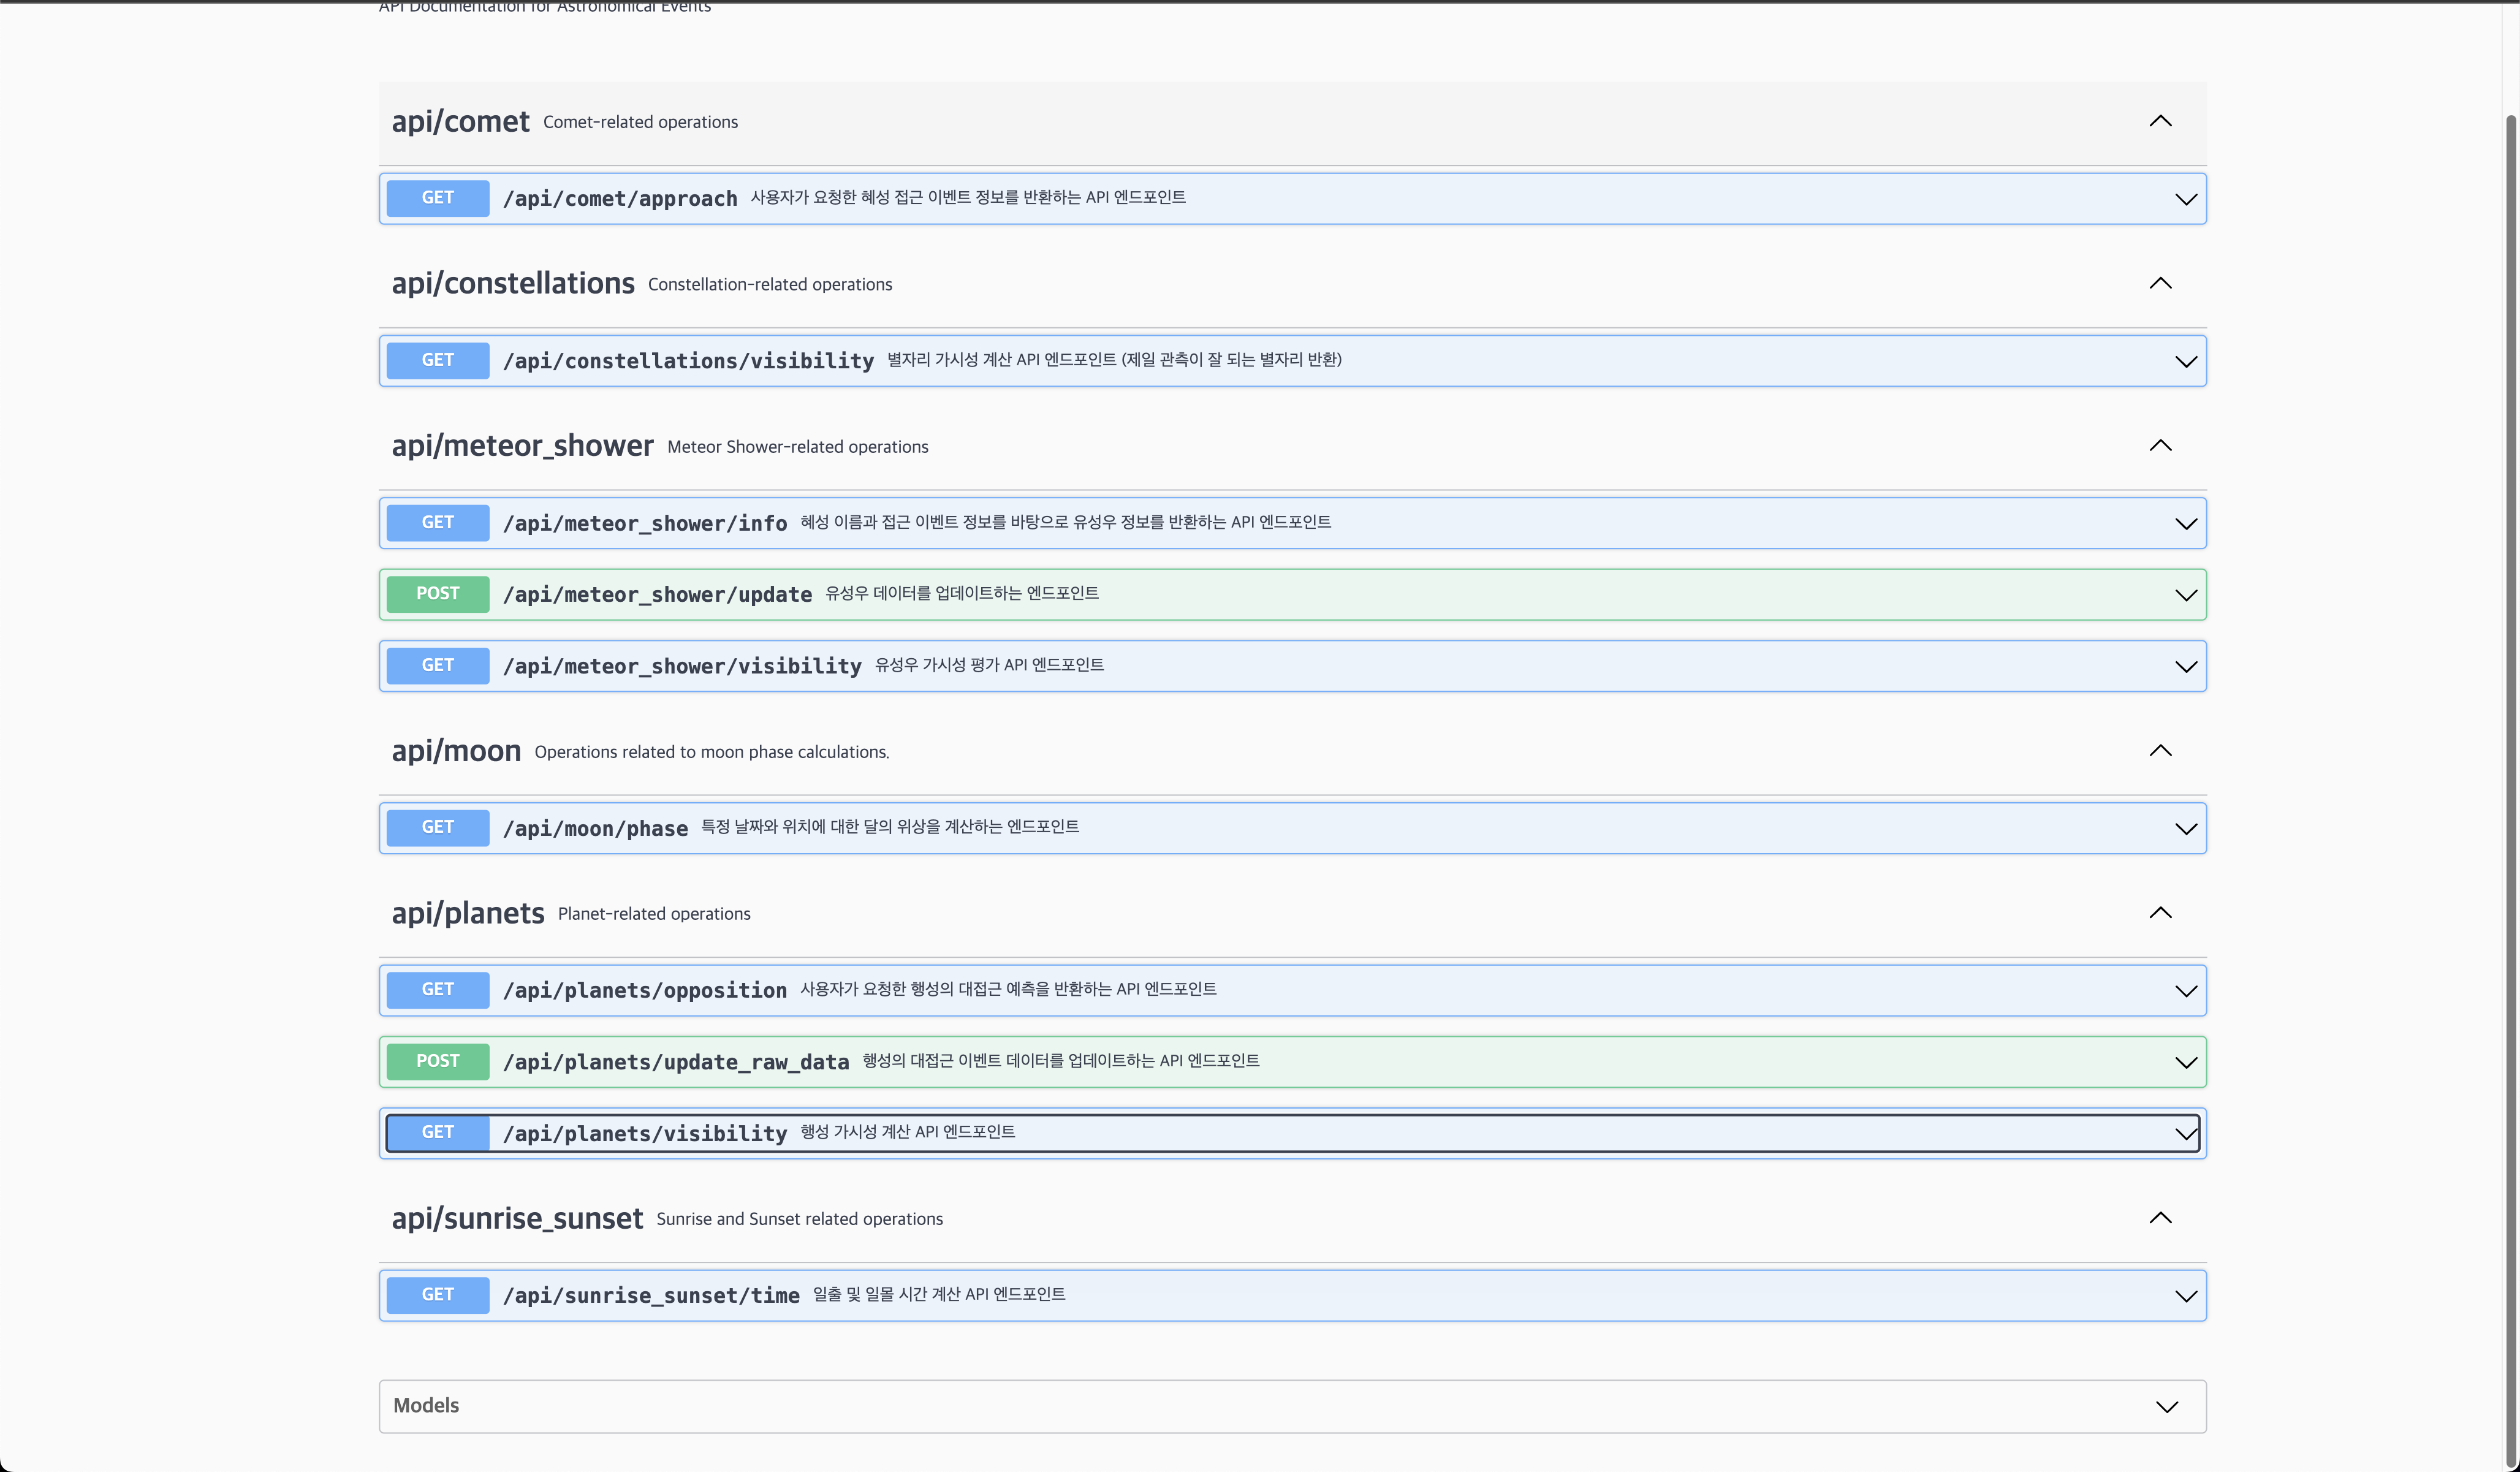 API Documentation for Astronomical Events
api/comet Comet-related operations
GET /api/comet/approach 사용자가 요청한 혜성 접근 이벤트 정보를 반환하는 API 엔드포인트
api/constellations Constellation-related operations
GET /api/constellations/visibility 별자리 가시성 계산 API 엔드포인트 (제일 관측이 잘 되는 별자리 반환)
api/meteor_shower Meteor Shower-related operations
GET /api/meteor_shower/info 혜성 이름과 접근 이벤트 정보를 바탕으로 유성우 정보를 반환하는 API 엔드포인트
POST /api/meteor_shower/update 유성우 데이터를 업데이트하는 엔드포인트
GET /api/meteor_shower/visibility 유성우 가시성 평가 API 엔드포인트
api/moon Operations related to moon phase calculations.
GET /api/moon/phase 특정 날짜와 위치에 대한 달의 위상을 계산하는 엔드포인트
api/planets Planet-related operations
GET /api/planets/opposition 사용자가 요청한 행성의 대접근 예측을 반환하는 API 엔드포인트
POST /api/planets/update_raw_data 행성의 대접근 이벤트 데이터를 업데이트하는 API 엔드포인트
GET /api/planets/visibility 행성 가시성 계산 API 엔드포인트
api/sunrise_sunset Sunrise and Sunset related operations
GET /api/sunrise_sunset/time 일출 및 일몰 시간 계산 API 엔드포인트
Models